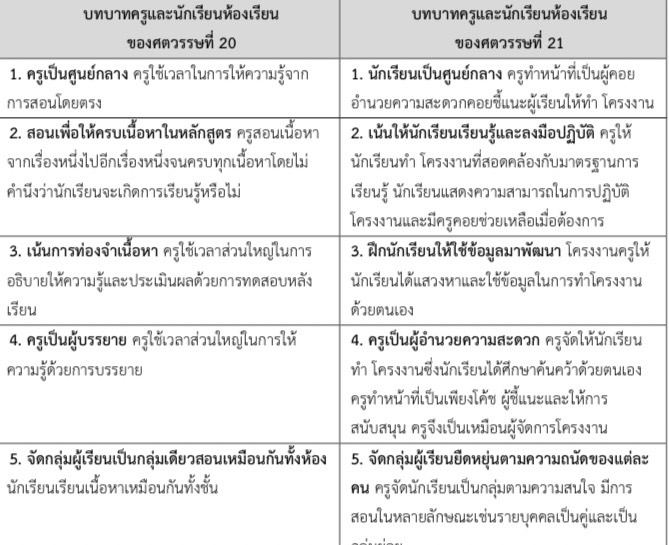 บทบาทครูและนักเรียนห้องเรียน
ของศตวรรษที่ 20
บทบาทครูและนักเรียนห้องเรียน
ของศตวรรษที่ 21
1. ครูเป็นศูนย์กลาง ครูใช้เวลาในการให้ความรู้จาก
การสอนโดยตรง
1. นักเรียนเป็นศูนย์กลาง ครูทำหน้าที่เป็นผู้คอย
อำนวยความสะดวกคอยชี้แนะผู้เรียนให้ทำ โครงงาน
2. สอนเพื่อให้ครบเนื้อหาในหลักสูตร ครูสอนเนื้อหา
จากเรื่องหนึ่งไปอีกเรื่องหนึ่งจนครบทุกเนื้อหาโดยไม่
คำนึงว่านักเรียนจะเกิดการเรียนรู้หรือไม่
2. เน้นให้นักเรียนเรียนรู้และลงมือปฏิบัติ ครูให้
นักเรียนทำ โครงงานที่สอดคล้องกับมาตรฐานการ
เรียนรู้ นักเรียนแสดงความสามารถในการปฏิบัติ
โครงงานและมีครูคอยช่วยเหลือเมื่อต้องการ
3. เน้นการท่องจำเนื้อหา ครูใช้เวลาส่วนใหญ่ในการ
อธิบายให้ความรู้และประเมินผลด้วยการทดสอบหลัง
เรียน
3. ฝึกนักเรียนให้ใช้ข้อมูลมาพัฒนา โครงงานครูให้
นักเรียนได้แสวงหาและใช้ข้อมูลในการทำโครงงาน
ด้วยตนเอง
4. ครูเป็นผู้บรรยาย ครูใช้เวลาส่วนใหญ่ในการให้
ความรู้ด้วยการบรรยาย
4. ครูเป็นผู้อำนวยความสะดวก ครูจัดให้นักเรียน
ทำ โครงงานซึ่งนักเรียนได้ศึกษาค้นคว้าด้วยตนเอง
ครูทำหน้าที่เป็นเพียงโค้ช ผู้ชี้แนะและให้การ
สนับสนุน ครูจึงเป็นเหมือนผู้จัดการโครงงาน
5. จัดกลุ่มผู้เรียนเป็นกลุ่มเดียวสอนเหมือนกันทั้งห้อง
นักเรียนเรียนเนื้อหาเหมือนกันทั้งชั้น
5. จัดกลุ่มผู้เรียนยืดหยุ่นตามความถนัดของแต่ละ
คน ครูจัดนักเรียนเป็นกลุ่มตามความสนใจ มีการ
สอนในหลายลักษณะเช่นรายบุคคลเป็นคู่และเป็น